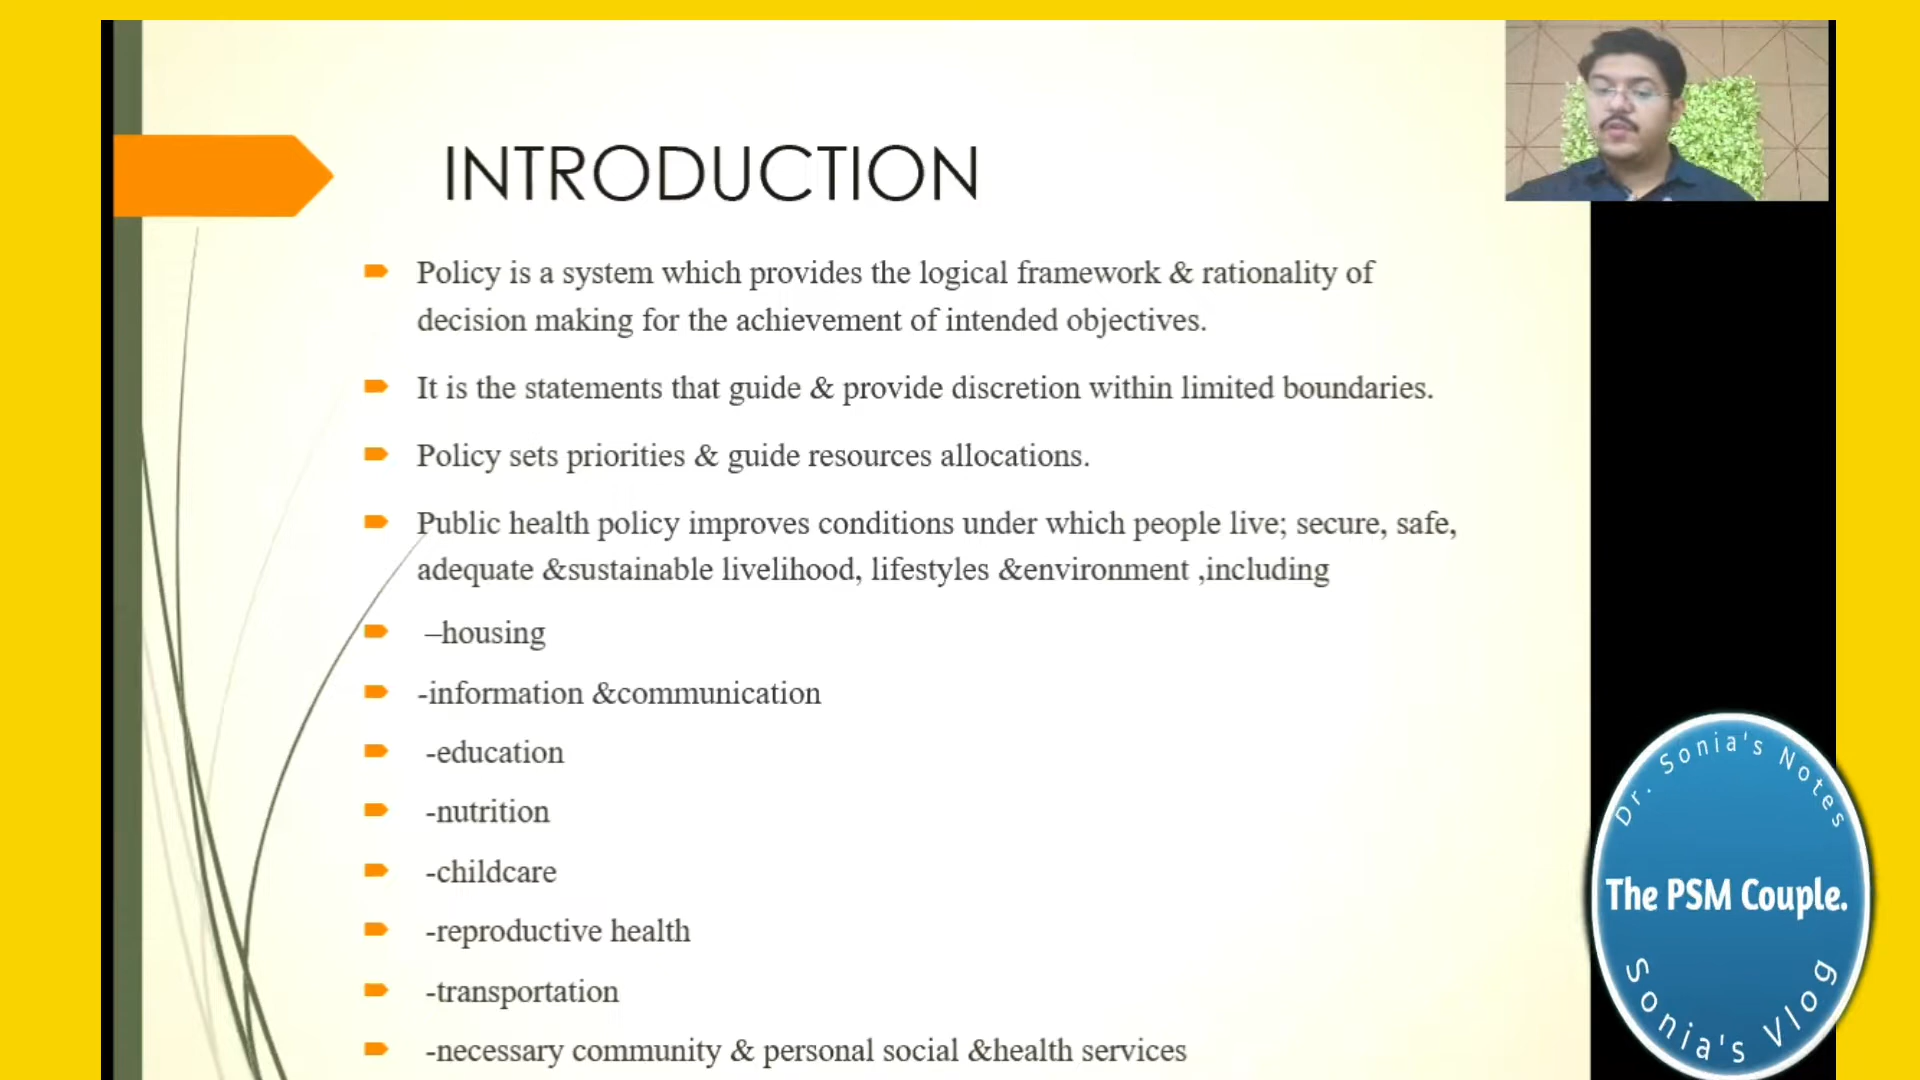 INTRODUCTION
Policy is a system which provides the logical framework & rationality of
decision making for the achievement of intended objectives.
It is the statements that guide & provide discretion within limited boundaries.
Policy sets priorities & guide resources allocations.
Public health policy improves conditions under which people live; secure, safe,
adequate &sustainable livelihood, lifestyles &environment ,including
–housing
-information &communication
-education
-nutrition
-childcare
-reproductive health
-transportation
-necessary community & personal social &health services
Dr. Sonia's Notes
The PSM Couple.
Sonia's Vlog